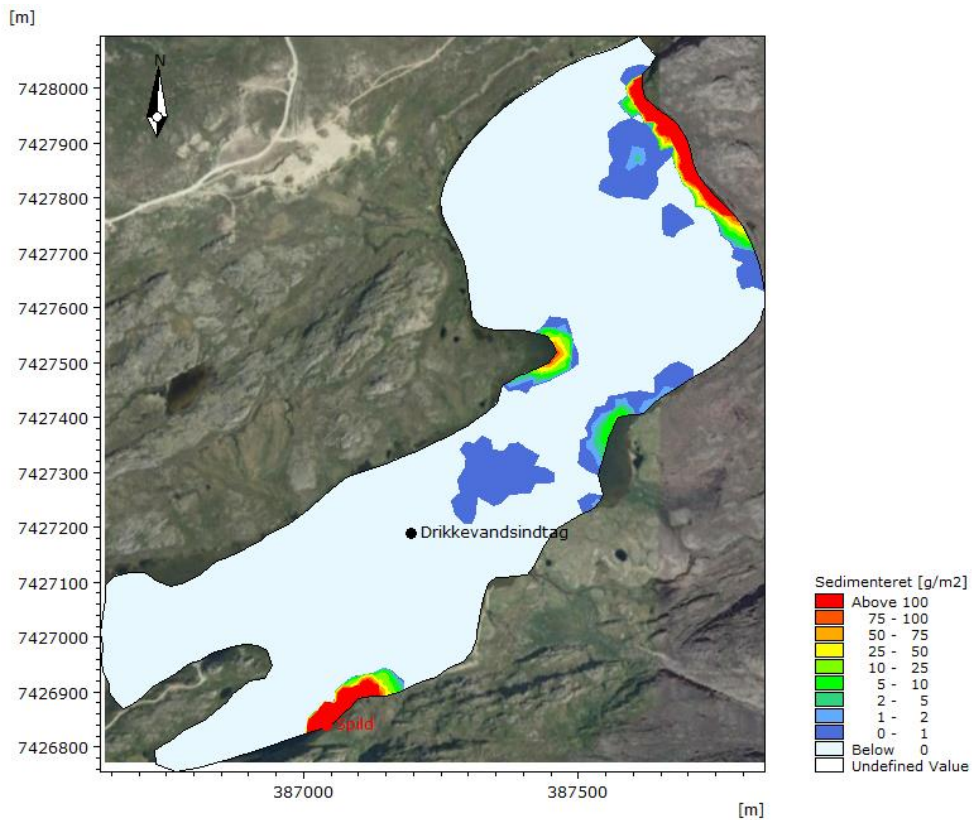 [m]
N
7428000
7427900
7427800
7427700
7427600
7427500
7427400
7427300
7427200
7427100
7427000
7426900
7426800
Drikkevandsindtag
Spild
387000
387500
[m]
Sedimenteret [g/m2]
Above 100
75 - 100
50 - 75
25 - 50
10 - 25
5 - 10
2 - 5
1 - 2
0 - 1
Below 0
Undefined Value